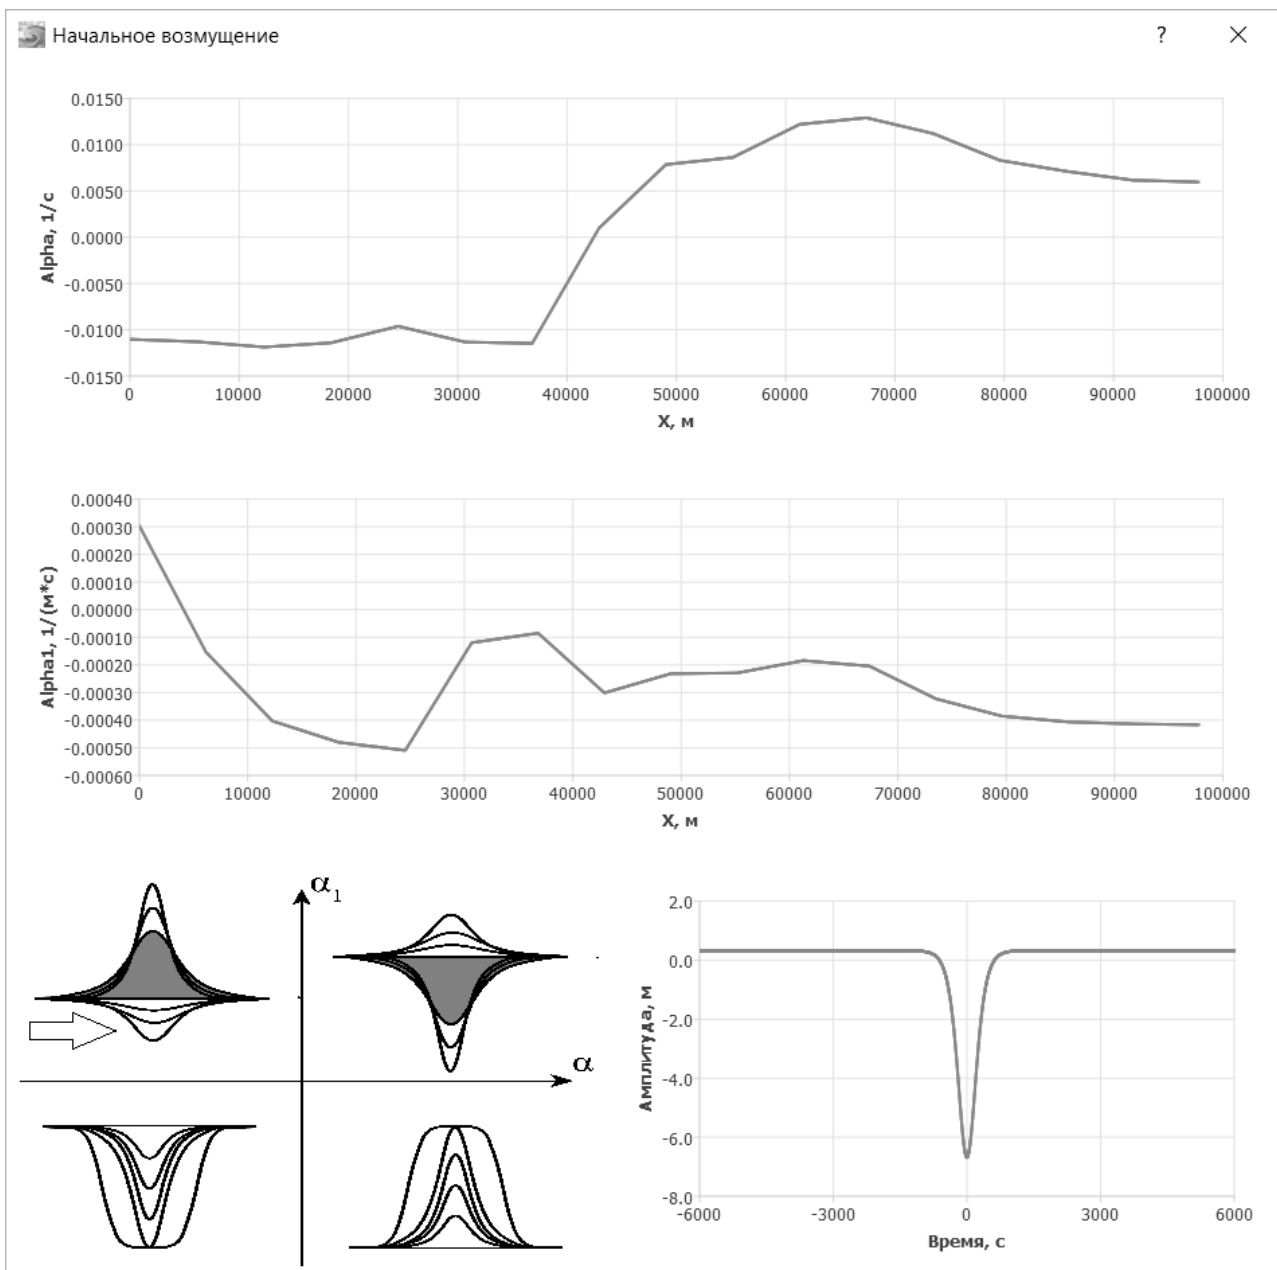 Начальное возмущение ? ×
0.0150
0.0100
0.0050
0.0000
-0.0050
-0.0100
-0.0150
Alpha, 1/с
0 10000 20000 30000 40000 50000 60000 70000 80000 90000 100000
X, м
0.00040
0.00030
0.00020
0.00010
0.00000
-0.00010
-0.00020
-0.00030
-0.00040
-0.00050
-0.00060
Alpha1, 1/(м*с)
0 10000 20000 30000 40000 50000 60000 70000 80000 90000 100000
X, м
α₁
α
2.0
0.0
-2.0
-4.0
-6.0
-8.0
Амплитуда, м
-6000 -3000 0 3000 6000
Время, с